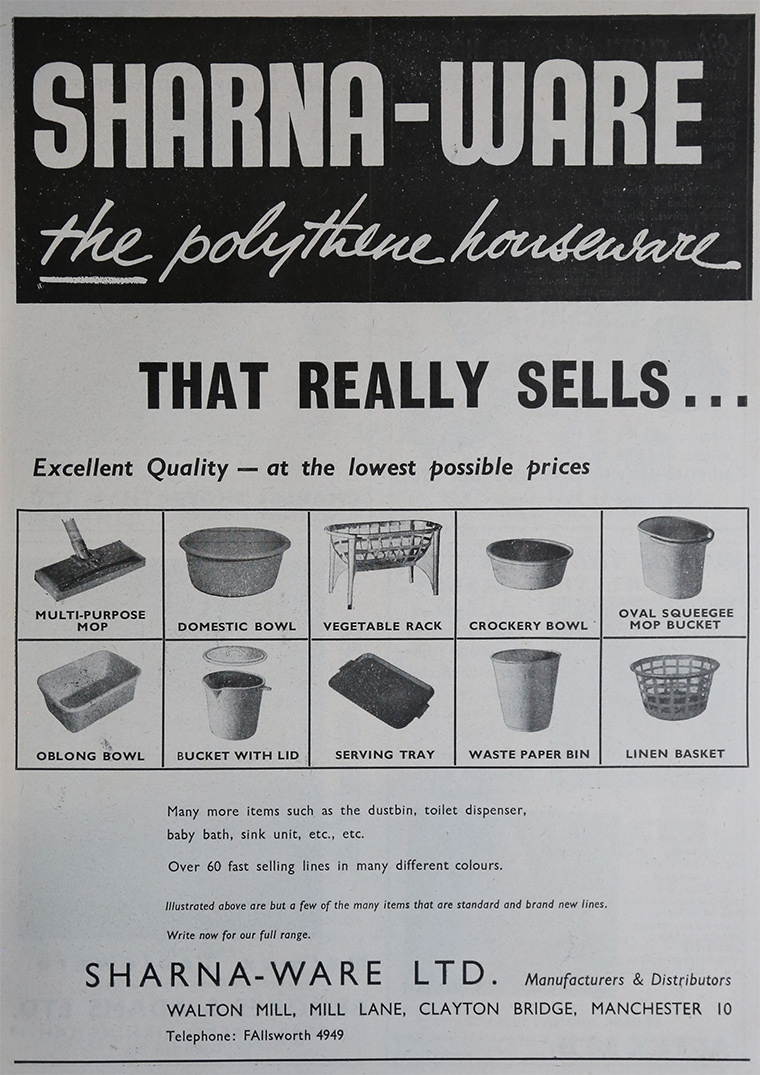 SHARNA-WARE
the polythene houseware
THAT REALLY SELLS...
Excellent Quality — at the lowest possible prices
MULTI-PURPOSE
MOP
DOMESTIC BOWL
VEGETABLE RACK
CROCKERY BOWL
OVAL SQUEEGEE
MOP BUCKET
OBLONG BOWL
BUCKET WITH LID
SERVING TRAY
WASTE PAPER BIN
LINEN BASKET
Many more items such as the dustbin, toilet dispenser,
baby bath, sink unit, etc., etc.
Over 60 fast selling lines in many different colours.
Illustrated above are but a few of the many items that are standard and brand new lines.
Write now for our full range.
SHARNA-WARE LTD. Manufacturers & Distributors
WALTON MILL, MILL LANE, CLAYTON BRIDGE, MANCHESTER 10
Telephone: FAllsworth 4949